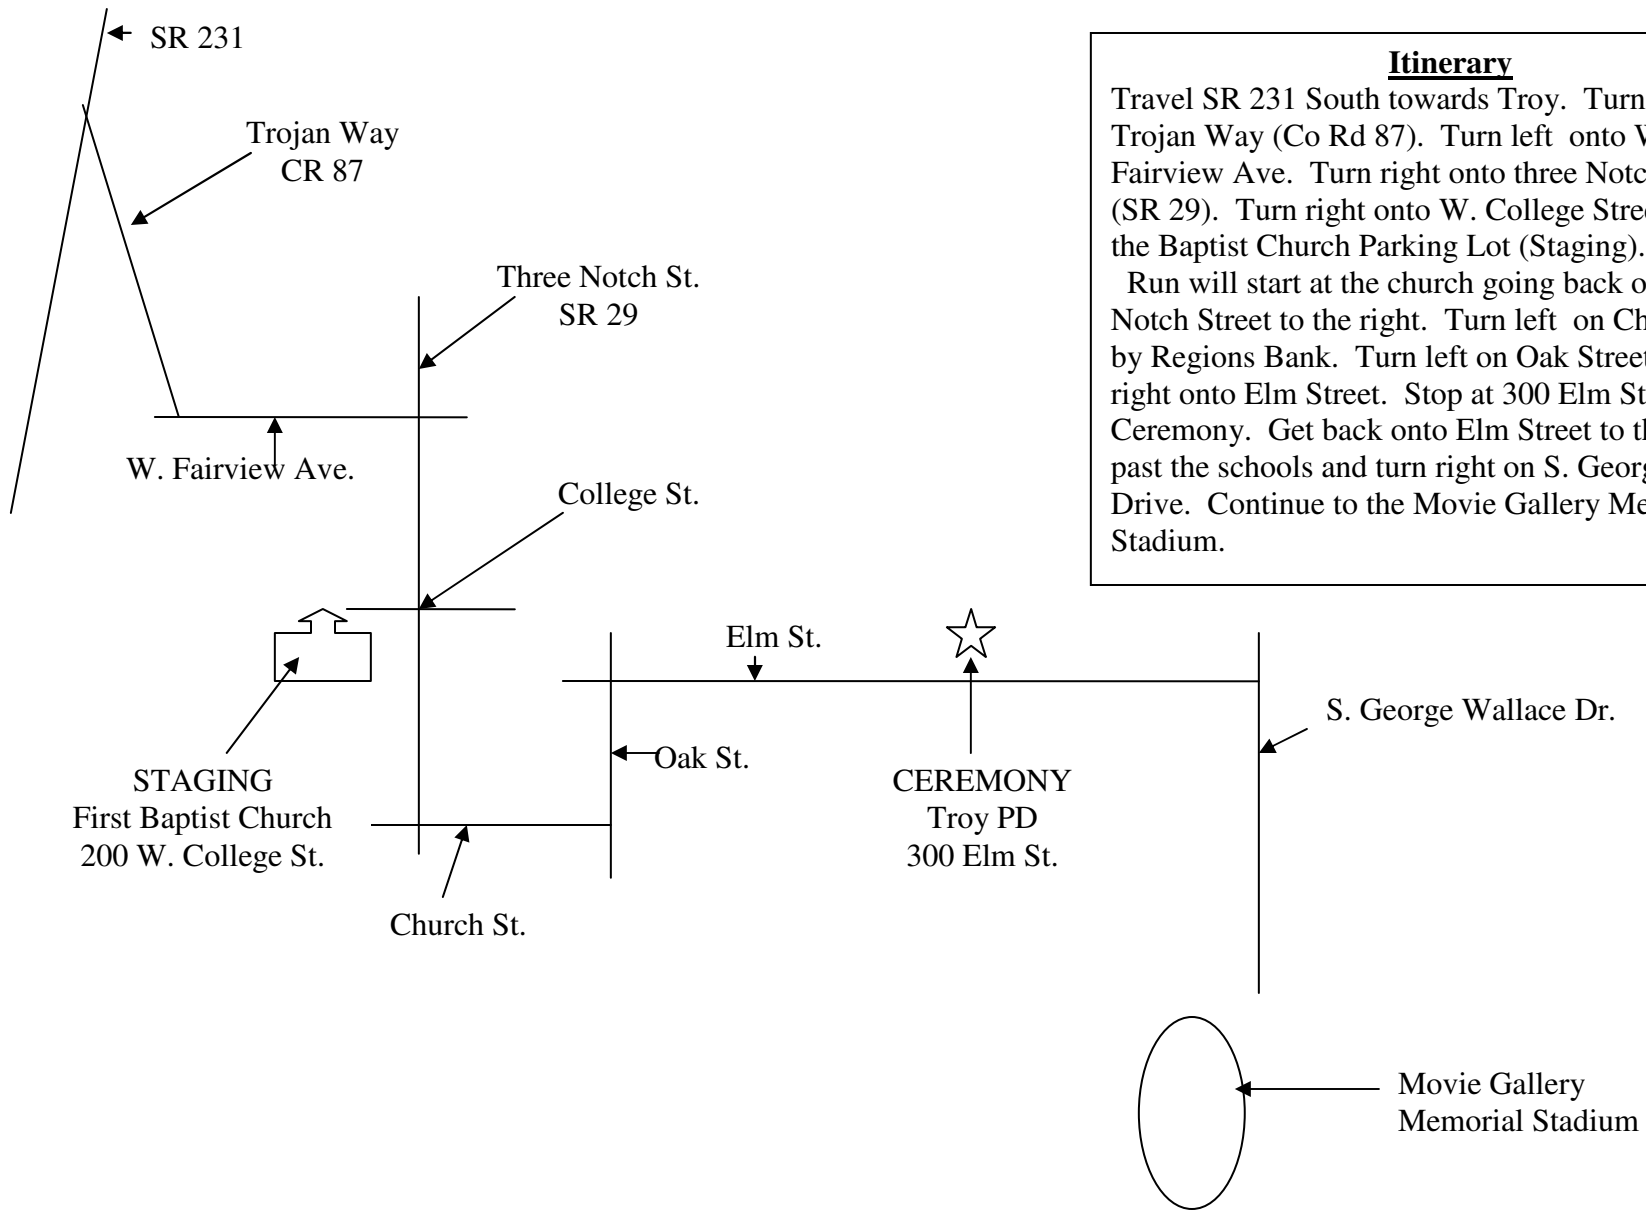 SR 231
Trojan Way
CR 87
Three Notch St.
SR 29
W. Fairview Ave.
College St.
STAGING
First Baptist Church
200 W. College St.
Church St.
Elm St.
Oak St.
CEREMONY
Troy PD
300 Elm St.
S. George Wallace Dr.
Movie Gallery
Memorial Stadium
Itinerary
Travel SR 231 South towards Troy. Turn
Trojan Way (Co Rd 87). Turn left onto W
Fairview Ave. Turn right onto three Notc
(SR 29). Turn right onto W. College Stre
the Baptist Church Parking Lot (Staging).
Run will start at the church going back o
Notch Street to the right. Turn left on Ch
by Regions Bank. Turn left on Oak Street
right onto Elm Street. Stop at 300 Elm St
Ceremony. Get back onto Elm Street to th
past the schools and turn right on S. Georg
Drive. Continue to the Movie Gallery Me
Stadium.